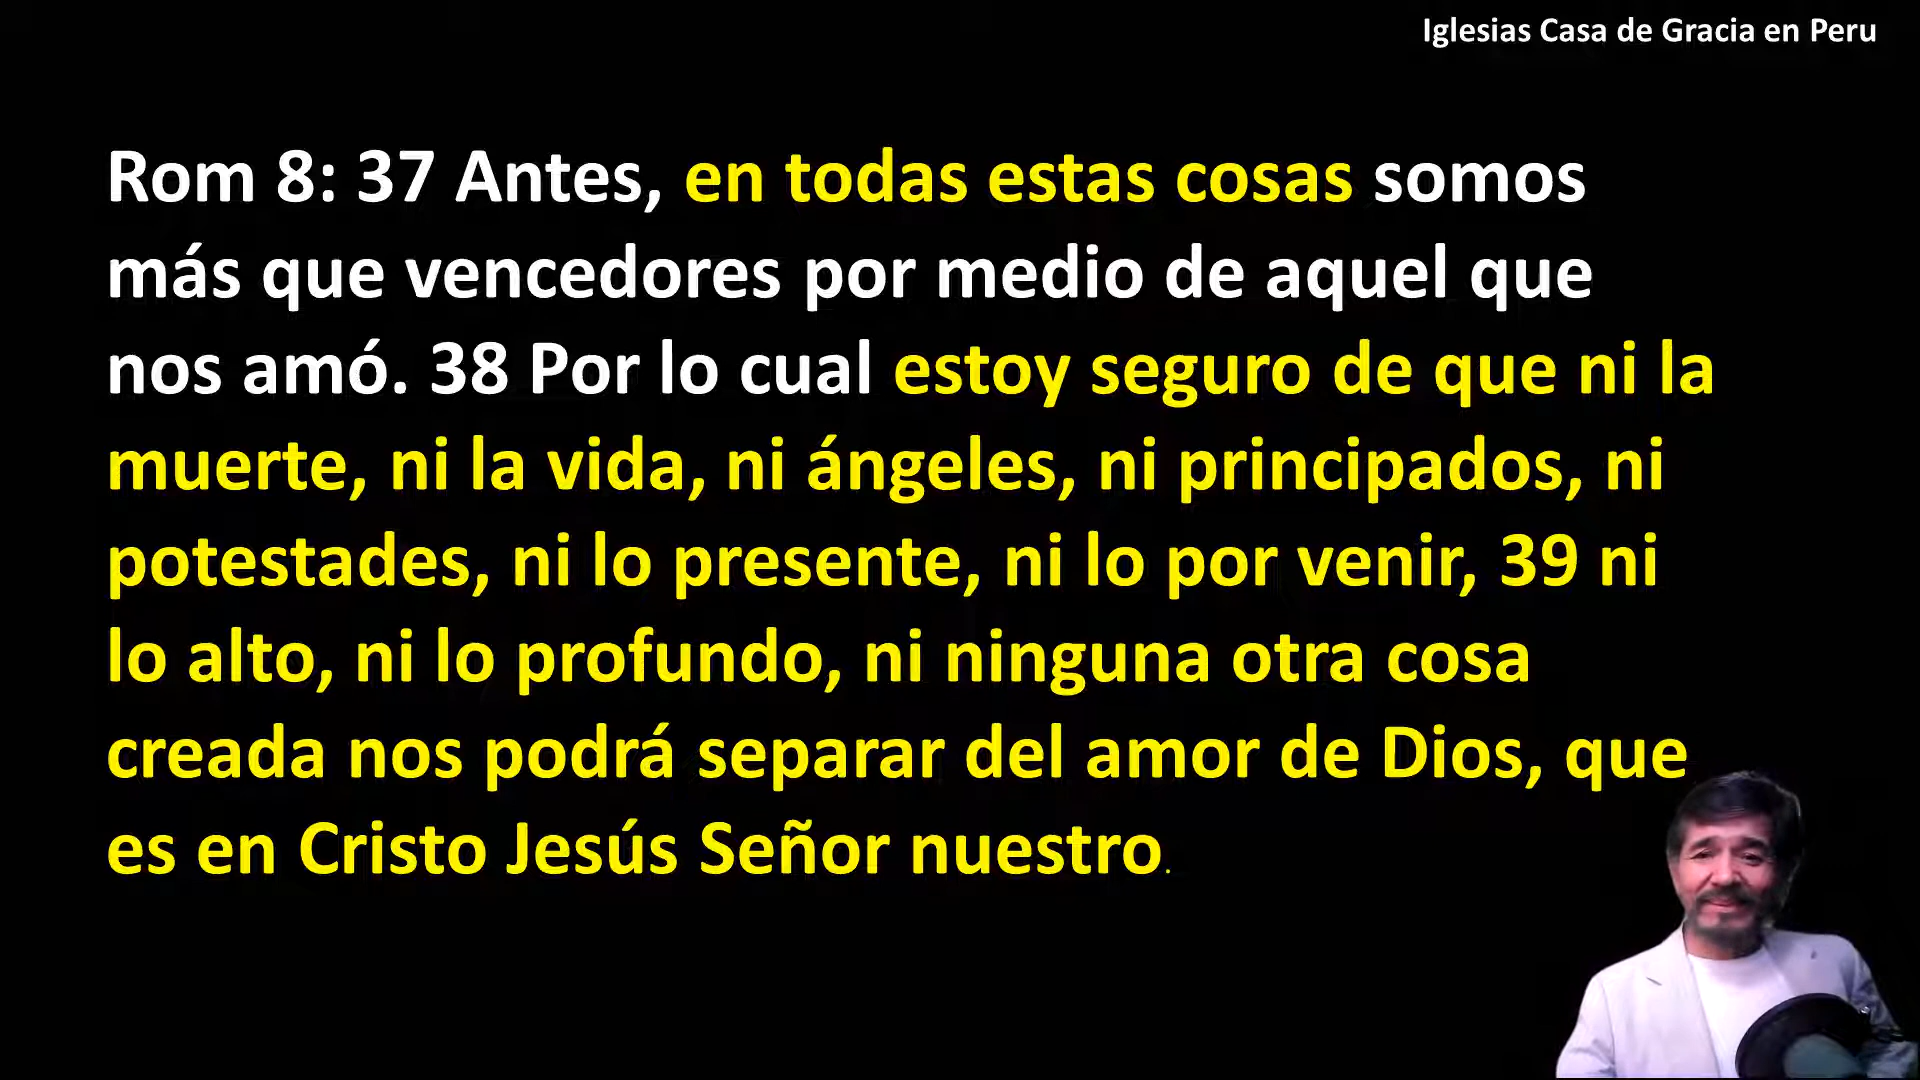 Iglesias Casa de Gracia en Peru
Rom 8: 37 Antes, en todas estas cosas somos
más que vencedores por medio de aquel que
nos amó. 38 Por lo cual estoy seguro de que ni la
muerte, ni la vida, ni ángeles, ni principados, ni
potestades, ni lo presente, ni lo por venir, 39 ni
lo alto, ni lo profundo, ni ninguna otra cosa
creada nos podrá separar del amor de Dios, que
es en Cristo Jesús Señor nuestro.